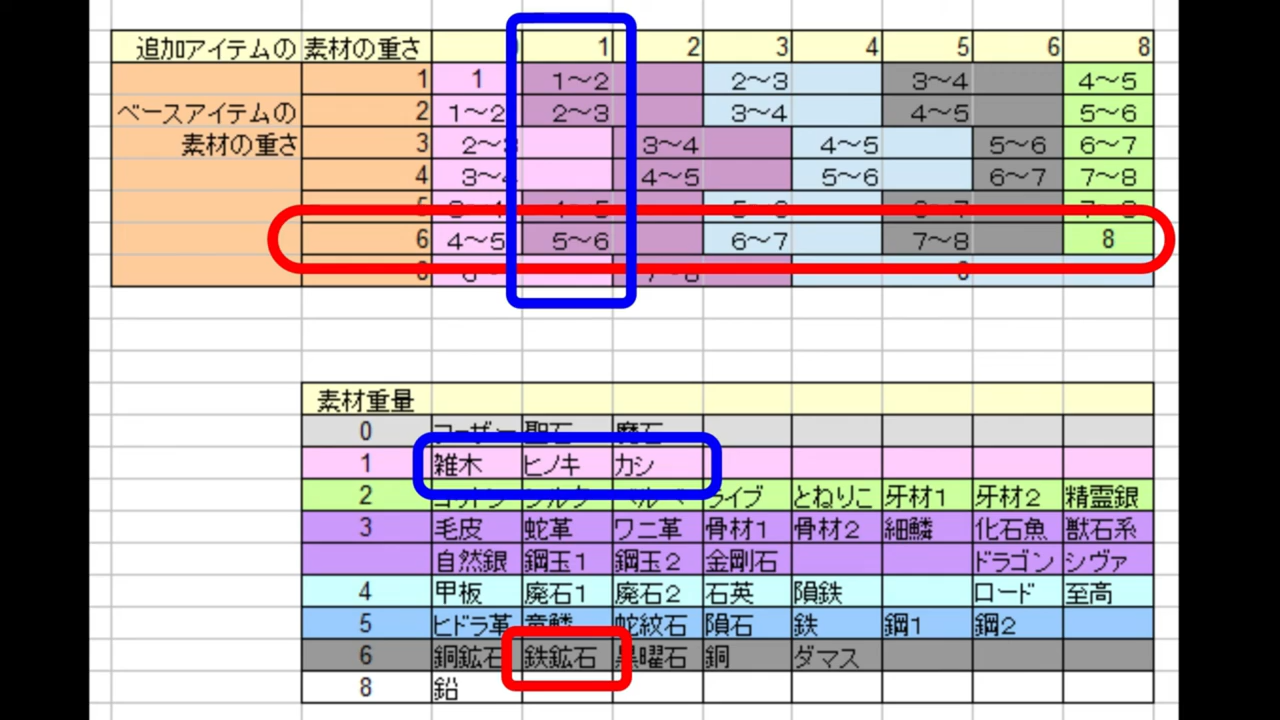 追加アイテムの 素材の重さ 1 2 3 4 5 6 8
1 1 1～2 2～3 3～4 4～5
ベースアイテムの 2 1～2 2～3 3～4 4～5 5～6
素材の重さ 3 2～3 3～4 4～5 5～6 6～7
4 3～4 4～5 5～6 6～7 7～8
6 4～5 5～6 6～7 7～8 8
素材重量
0
1 雑木 ヒノキ カシ
2 とねりこ 牙材1 牙材2 精霊銀
3 毛皮 蛇革 ワニ革 骨材1 骨材2 細鱗 化石魚 獣石系
自然銀 鋼玉1 鋼玉2 金剛石 ドラゴン シヴァ
4 甲板 廃石1 廃石2 石英 隕鉄 ロード 至高
5 ヒドラ革 竜鱗 蛇紋石 隕石 鉄 鋼1 鋼2
6 銅鉱石 鉄鉱石 黒曜石 銅 ダマス
8 鉛